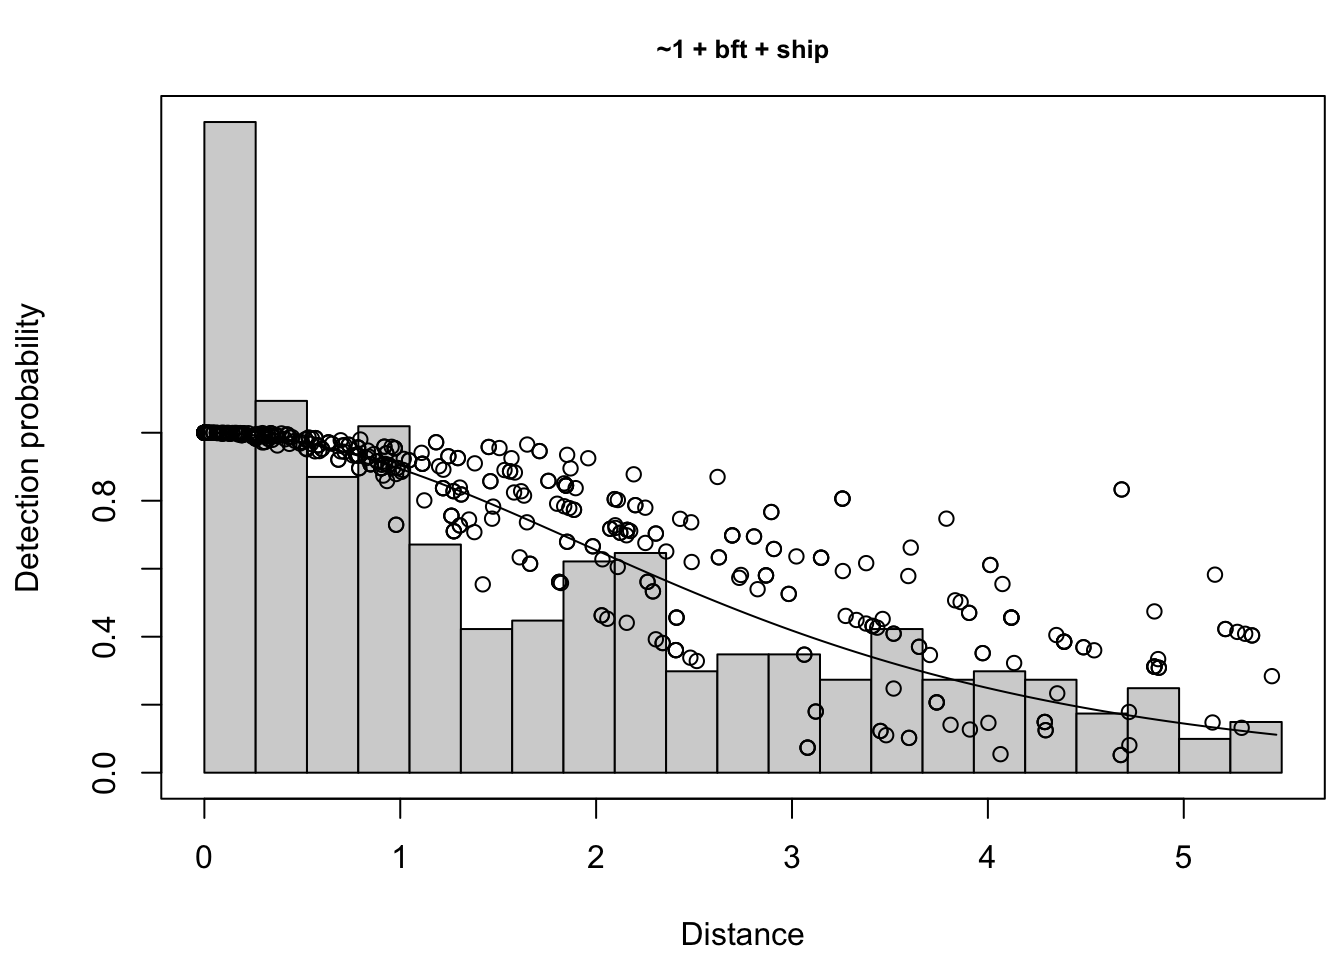 ~1 + bft + ship
Detection probability
0.8
0.4
0.0
0 1 2 3 4 5
Distance